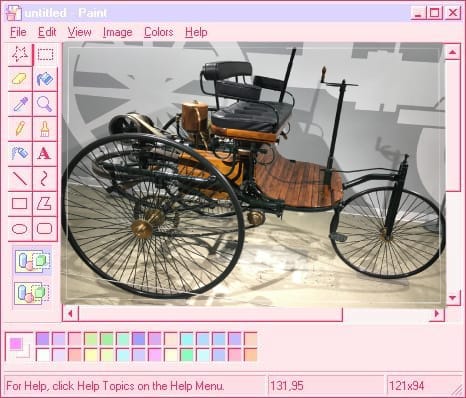 untitled - Paint
File Edit View Image Colors Help
A
For Help, click Help Topics on the Help Menu.
131,95
121x94